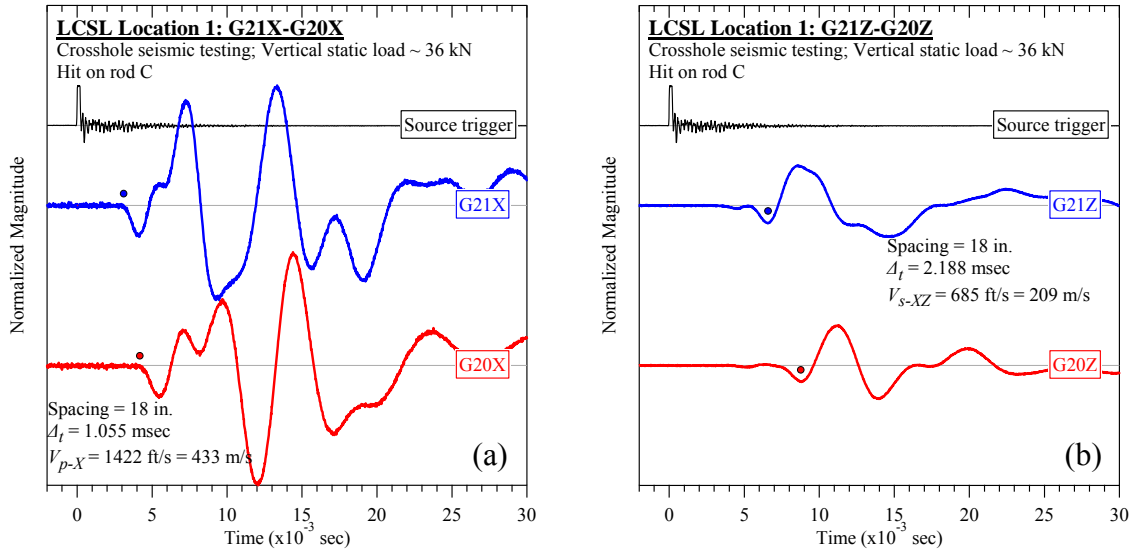 LCSL Location 1: G21X-G20X
Crosshole seismic testing; Vertical static load ~ 36 kN
Hit on rod C
Source trigger
G21X
G20X
Spacing = 18 in.
Δt = 1.055 msec
Vp-X = 1422 ft/s = 433 m/s
(a)
Normalized Magnitude
0 5 10 15 20 25 30
Time (x10-3 sec)
LCSL Location 1: G21Z-G20Z
Crosshole seismic testing; Vertical static load ~ 36 kN
Hit on rod C
Source trigger
G21Z
Spacing = 18 in.
Δt = 2.188 msec
Vs-XZ = 685 ft/s = 209 m/s
G20Z
(b)
Normalized Magnitude
0 5 10 15 20 25 30
Time (x10-3 sec)